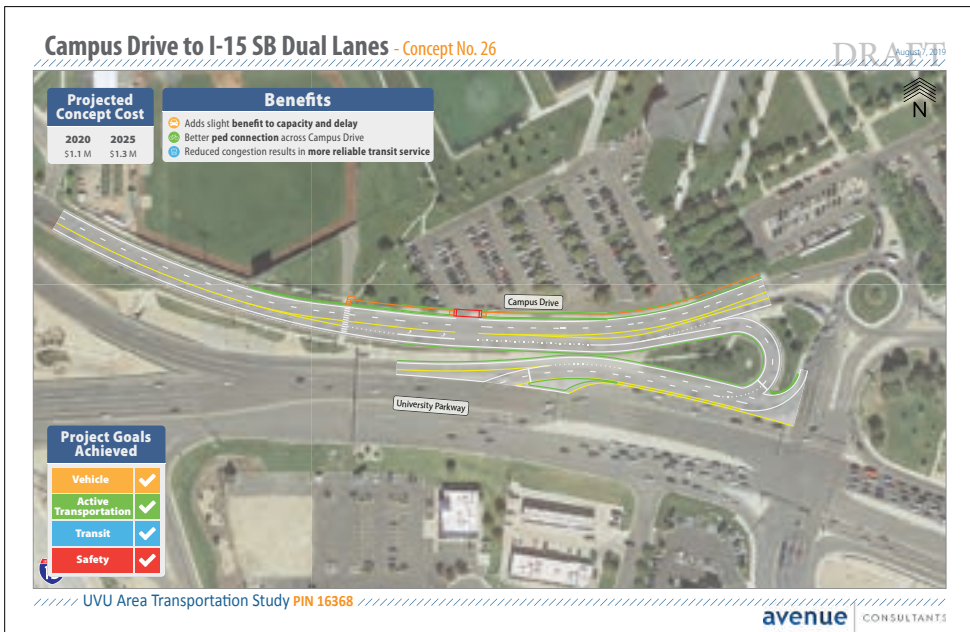 Campus Drive to I-15 SB Dual Lanes - Concept No. 26
DRAFT
August 7, 2019
Projected
Concept Cost
2020 2025
$1.1 M $1.3 M
Benefits
Adds slight benefit to capacity and delay
Better ped connection across Campus Drive
Reduced congestion results in more reliable transit service
N
Campus Drive
University Parkway
Project Goals
Achieved
Vehicle
Active
Transportation
Transit
Safety
UVU Area Transportation Study PIN 16368
avenue CONSULTANTS